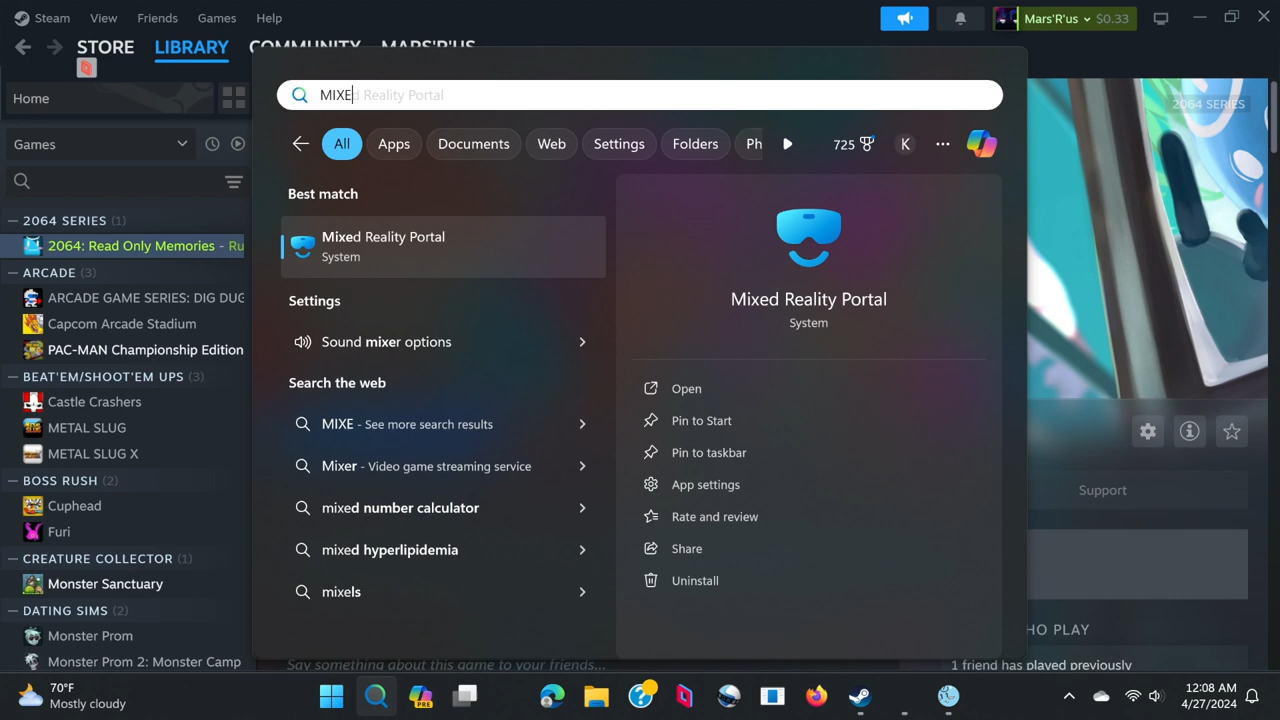 Steam View Friends Games Help
Mars'R'us $0.33
STORE LIBRARY COMMUNITY MARS'R'US
Home
Games
MIXEd Reality Portal
All Apps Documents Web Settings Folders Ph
725 K
Best match
Mixed Reality Portal
System
Settings
Sound mixer options
Search the web
MIXE - See more search results
Mixer - Video game streaming service
mixed number calculator
mixed hyperlipidemia
mixels
Mixed Reality Portal
System
Open
Pin to Start
Pin to taskbar
App settings
Rate and review
Share
Uninstall
2064 SERIES (1)
2064: Read Only Memories - Ru
ARCADE (3)
ARCADE GAME SERIES: DIG DUG
Capcom Arcade Stadium
PAC-MAN Championship Edition
BEAT'EM/SHOOT'EM UPS (3)
Castle Crashers
METAL SLUG
METAL SLUG X
BOSS RUSH (2)
Cuphead
Furi
CREATURE COLLECTOR (1)
Monster Sanctuary
DATING SIMS (2)
Monster Prom
Monster Prom 2: Monster Camp
2064 SERIES
Support
HO PLAY
1 friend has played previously
Say something about this game to your friends...
70°F
Mostly cloudy
PRE
12:08 AM
4/27/2024